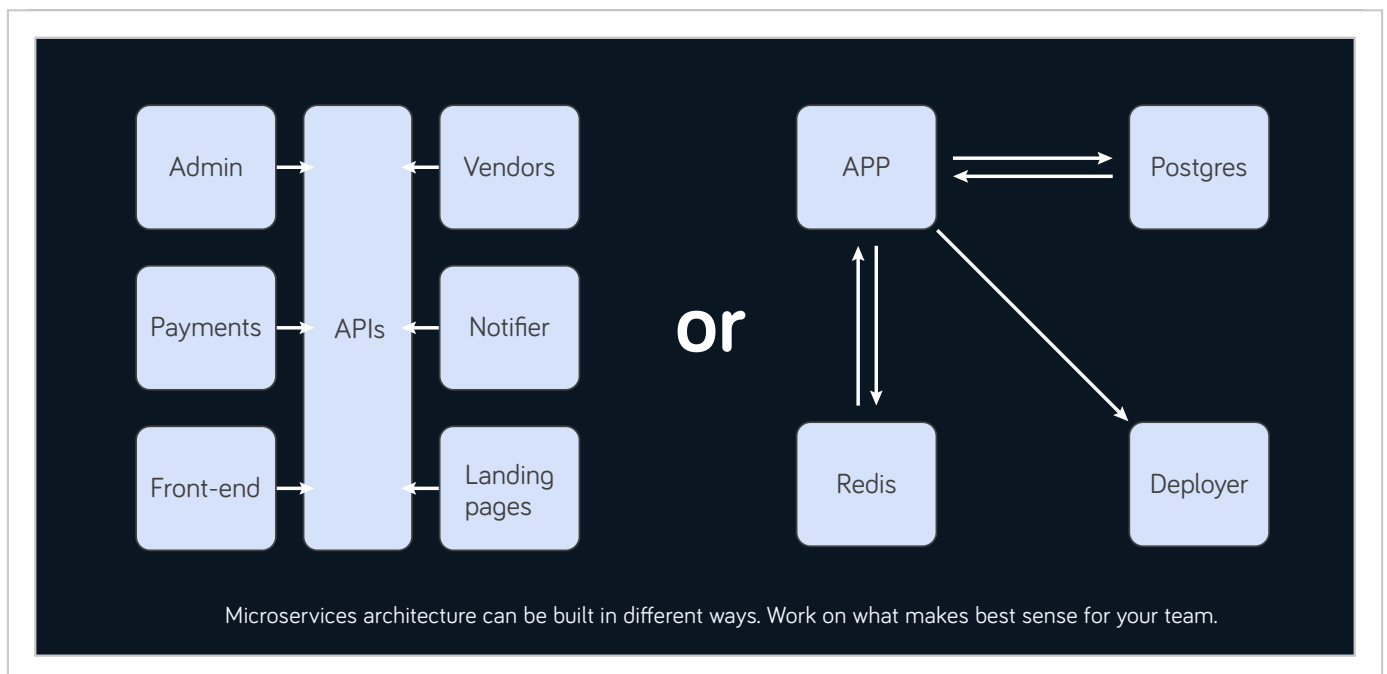 Admin
APIs
Vendors
Payments
Notifier
Front-end
Landing
pages
or
APP
Postgres
Redis
Deployer
Microservices architecture can be built in different ways. Work on what makes best sense for your team.